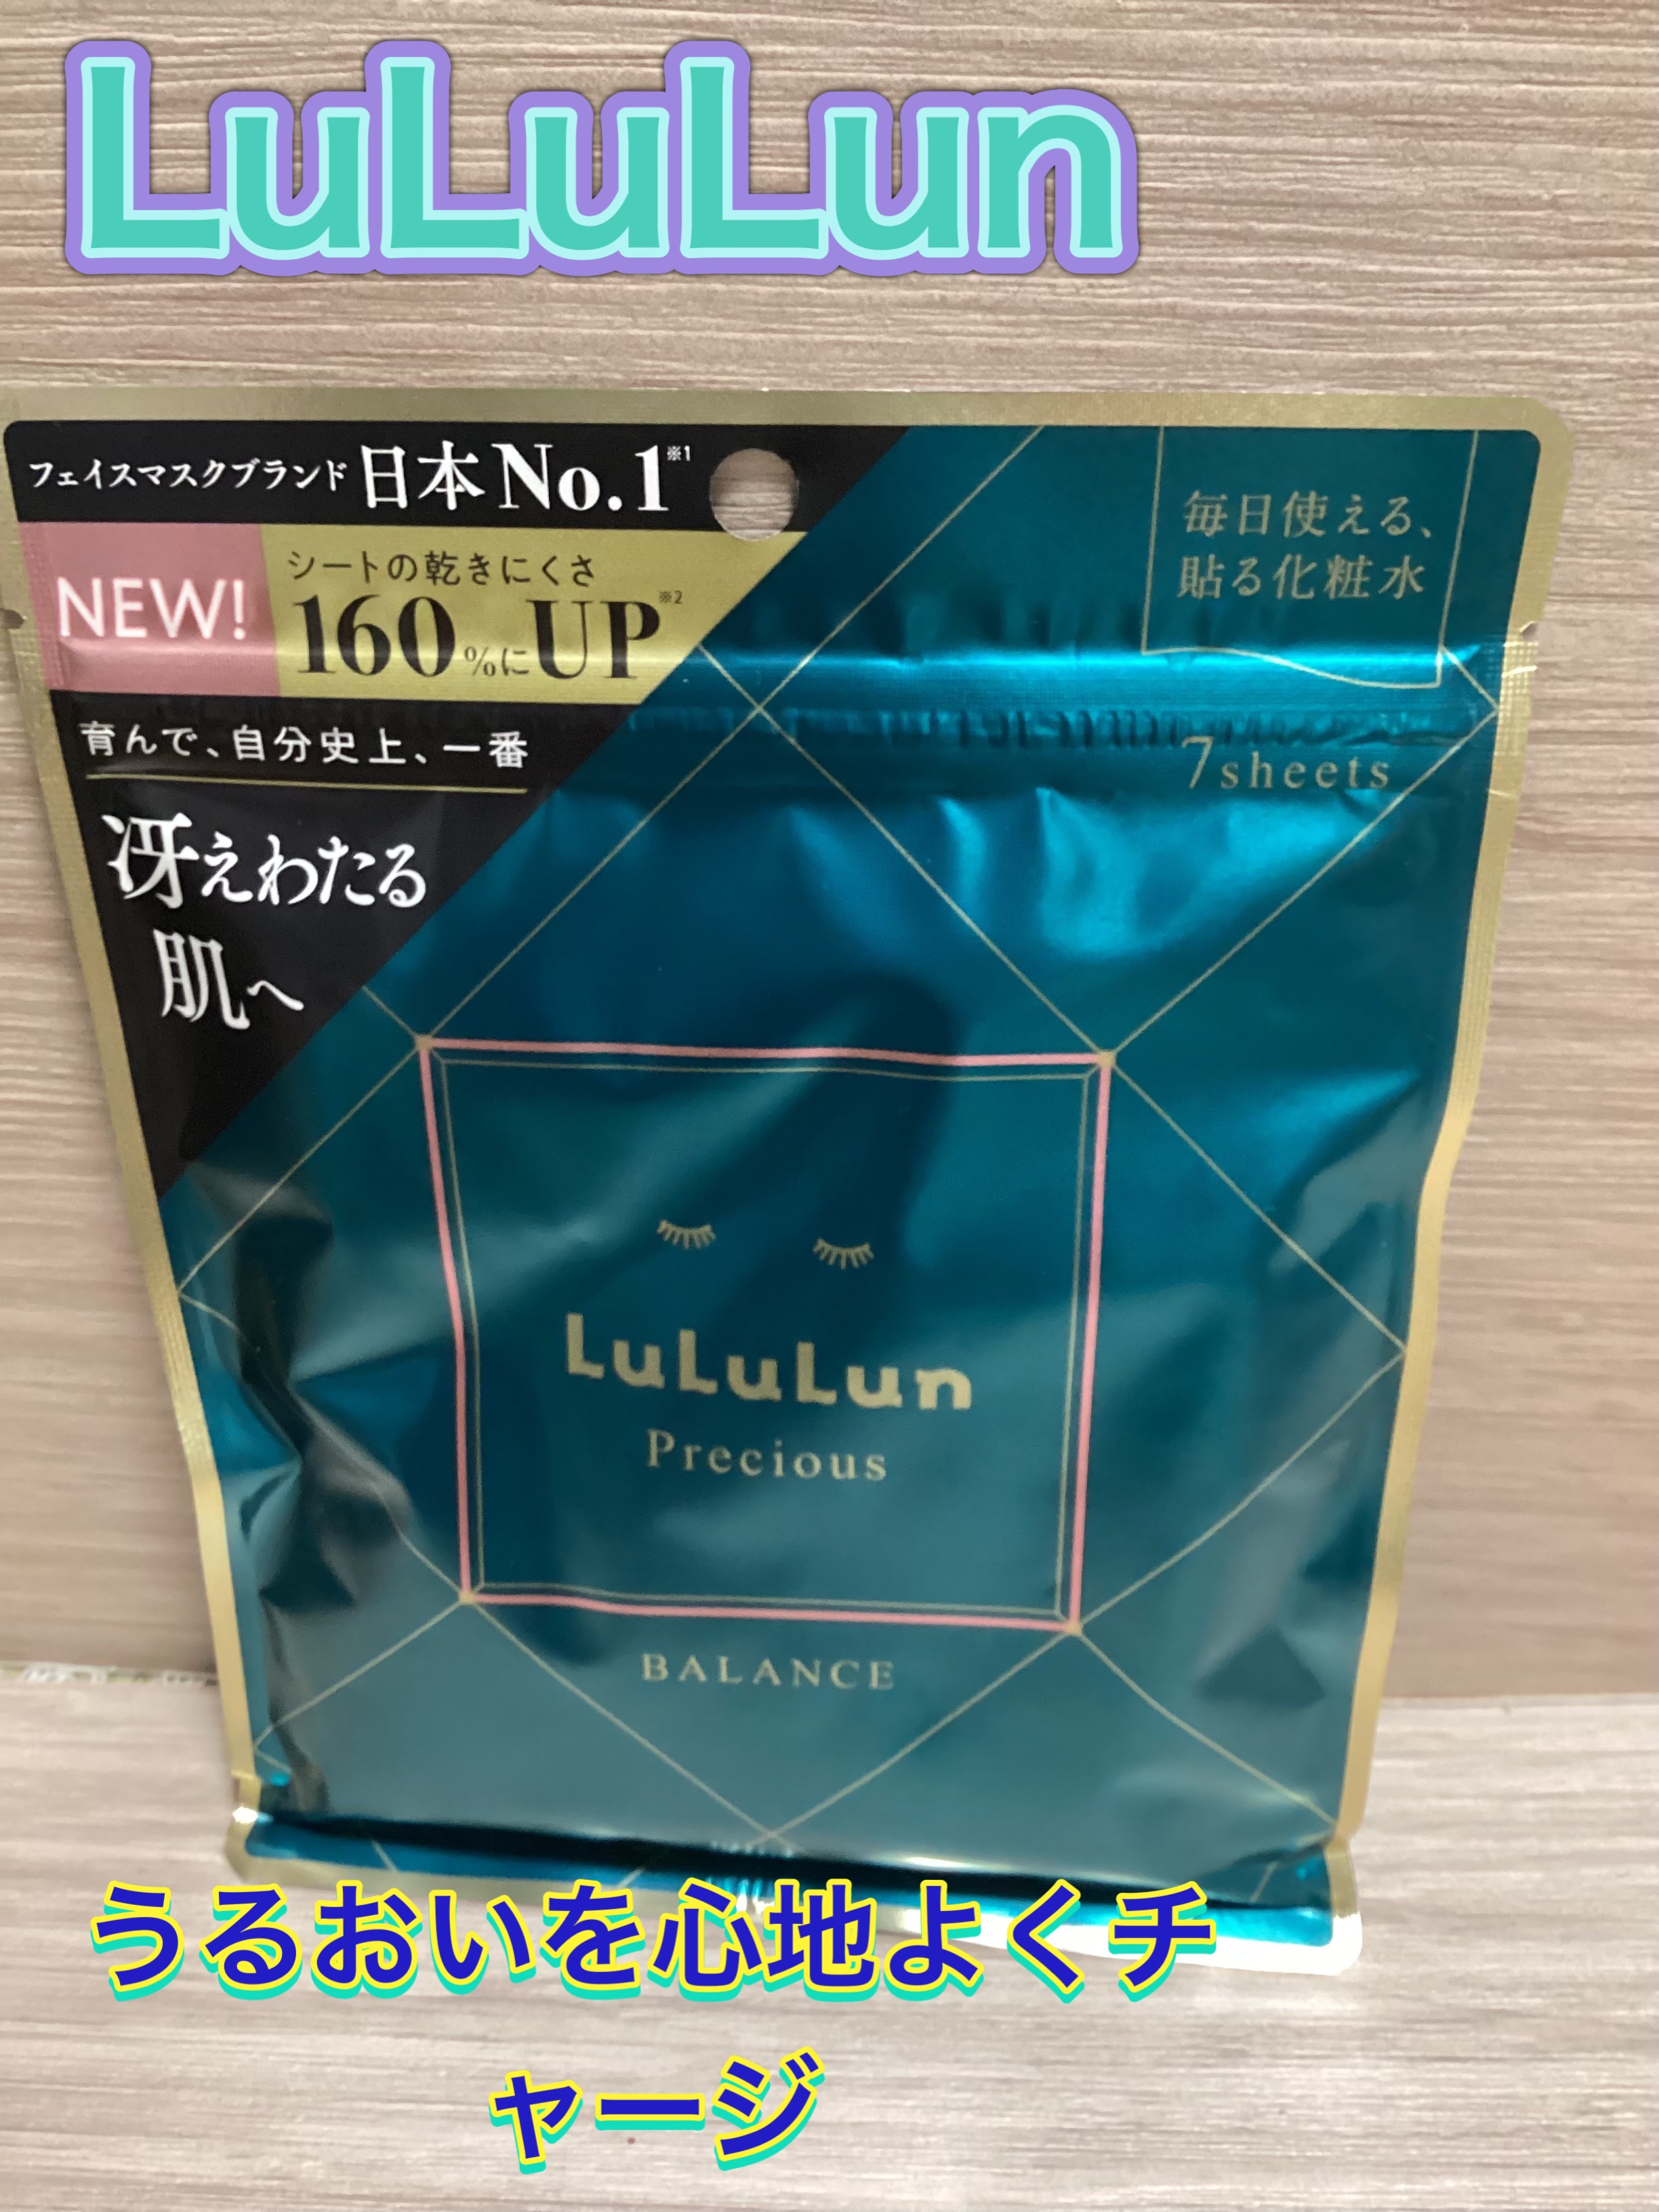 LuLuLun
フェイスマスクブランド 日本No.1※1
NEW!
シートの乾きにくさ
160%にUP※2
育んで、自分史上、一番
冴えわたる
肌へ
毎日使える、
貼る化粧水
7sheets
LuLuLun
Precious
BALANCE
うるおいを心地よくチ
ャージ